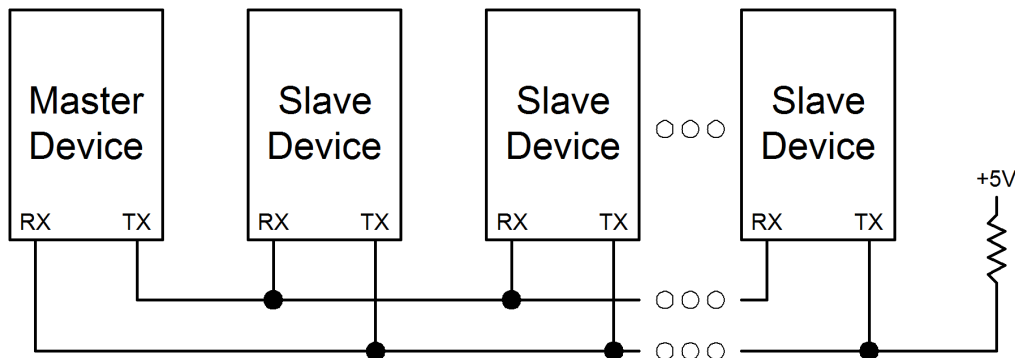 Master
Device
Slave
Device
Slave
Device
Slave
Device
+5V
RX TX
RX TX
RX TX
RX TX